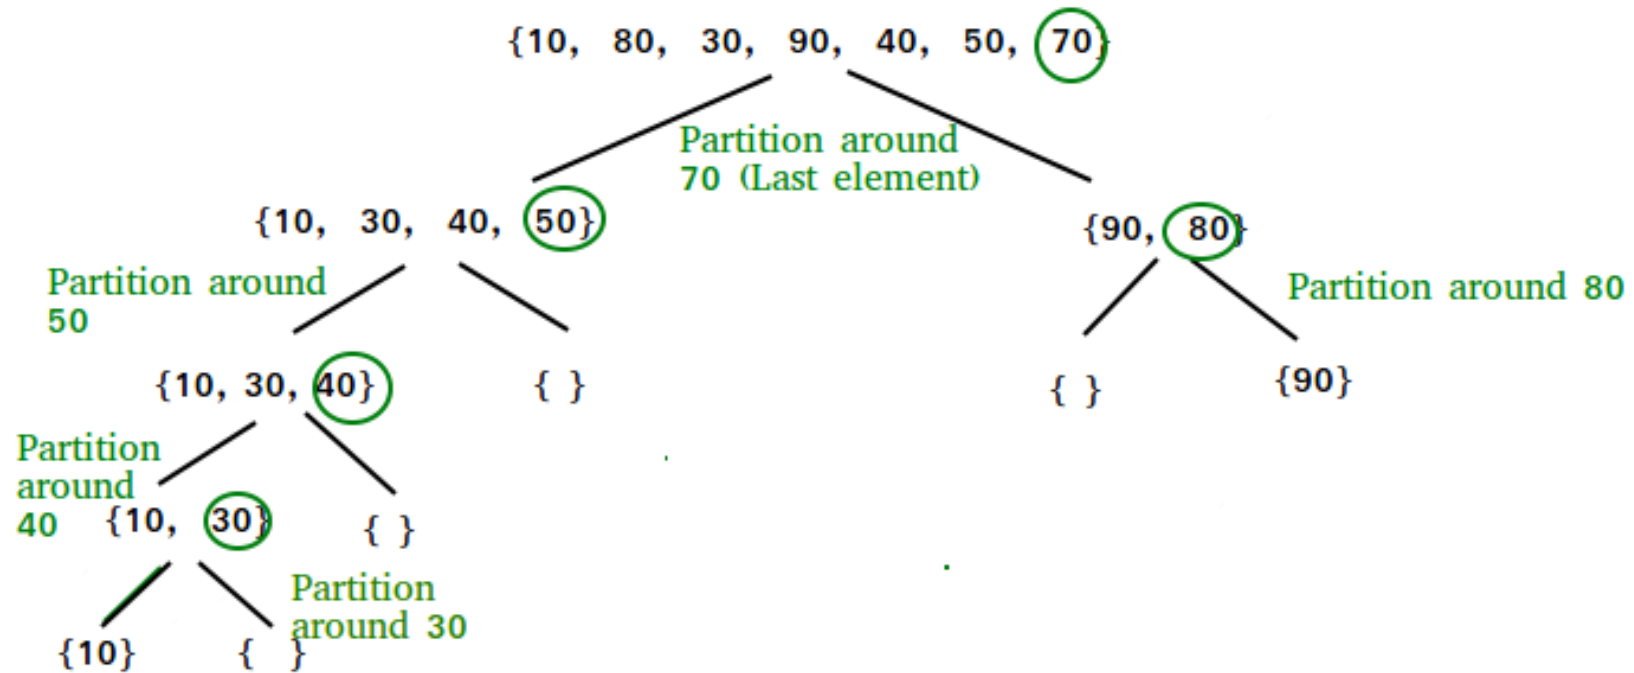 {10, 80, 30, 90, 40, 50, 70}
Partition around
70 (Last element)
{10, 30, 40, 50}
{90, 80}
Partition around
50
Partition around 80
{10, 30, 40}
{ }
{ }
{90}
Partition
around
40
{10, 30}
{ }
Partition
around 30
{10}
{ }